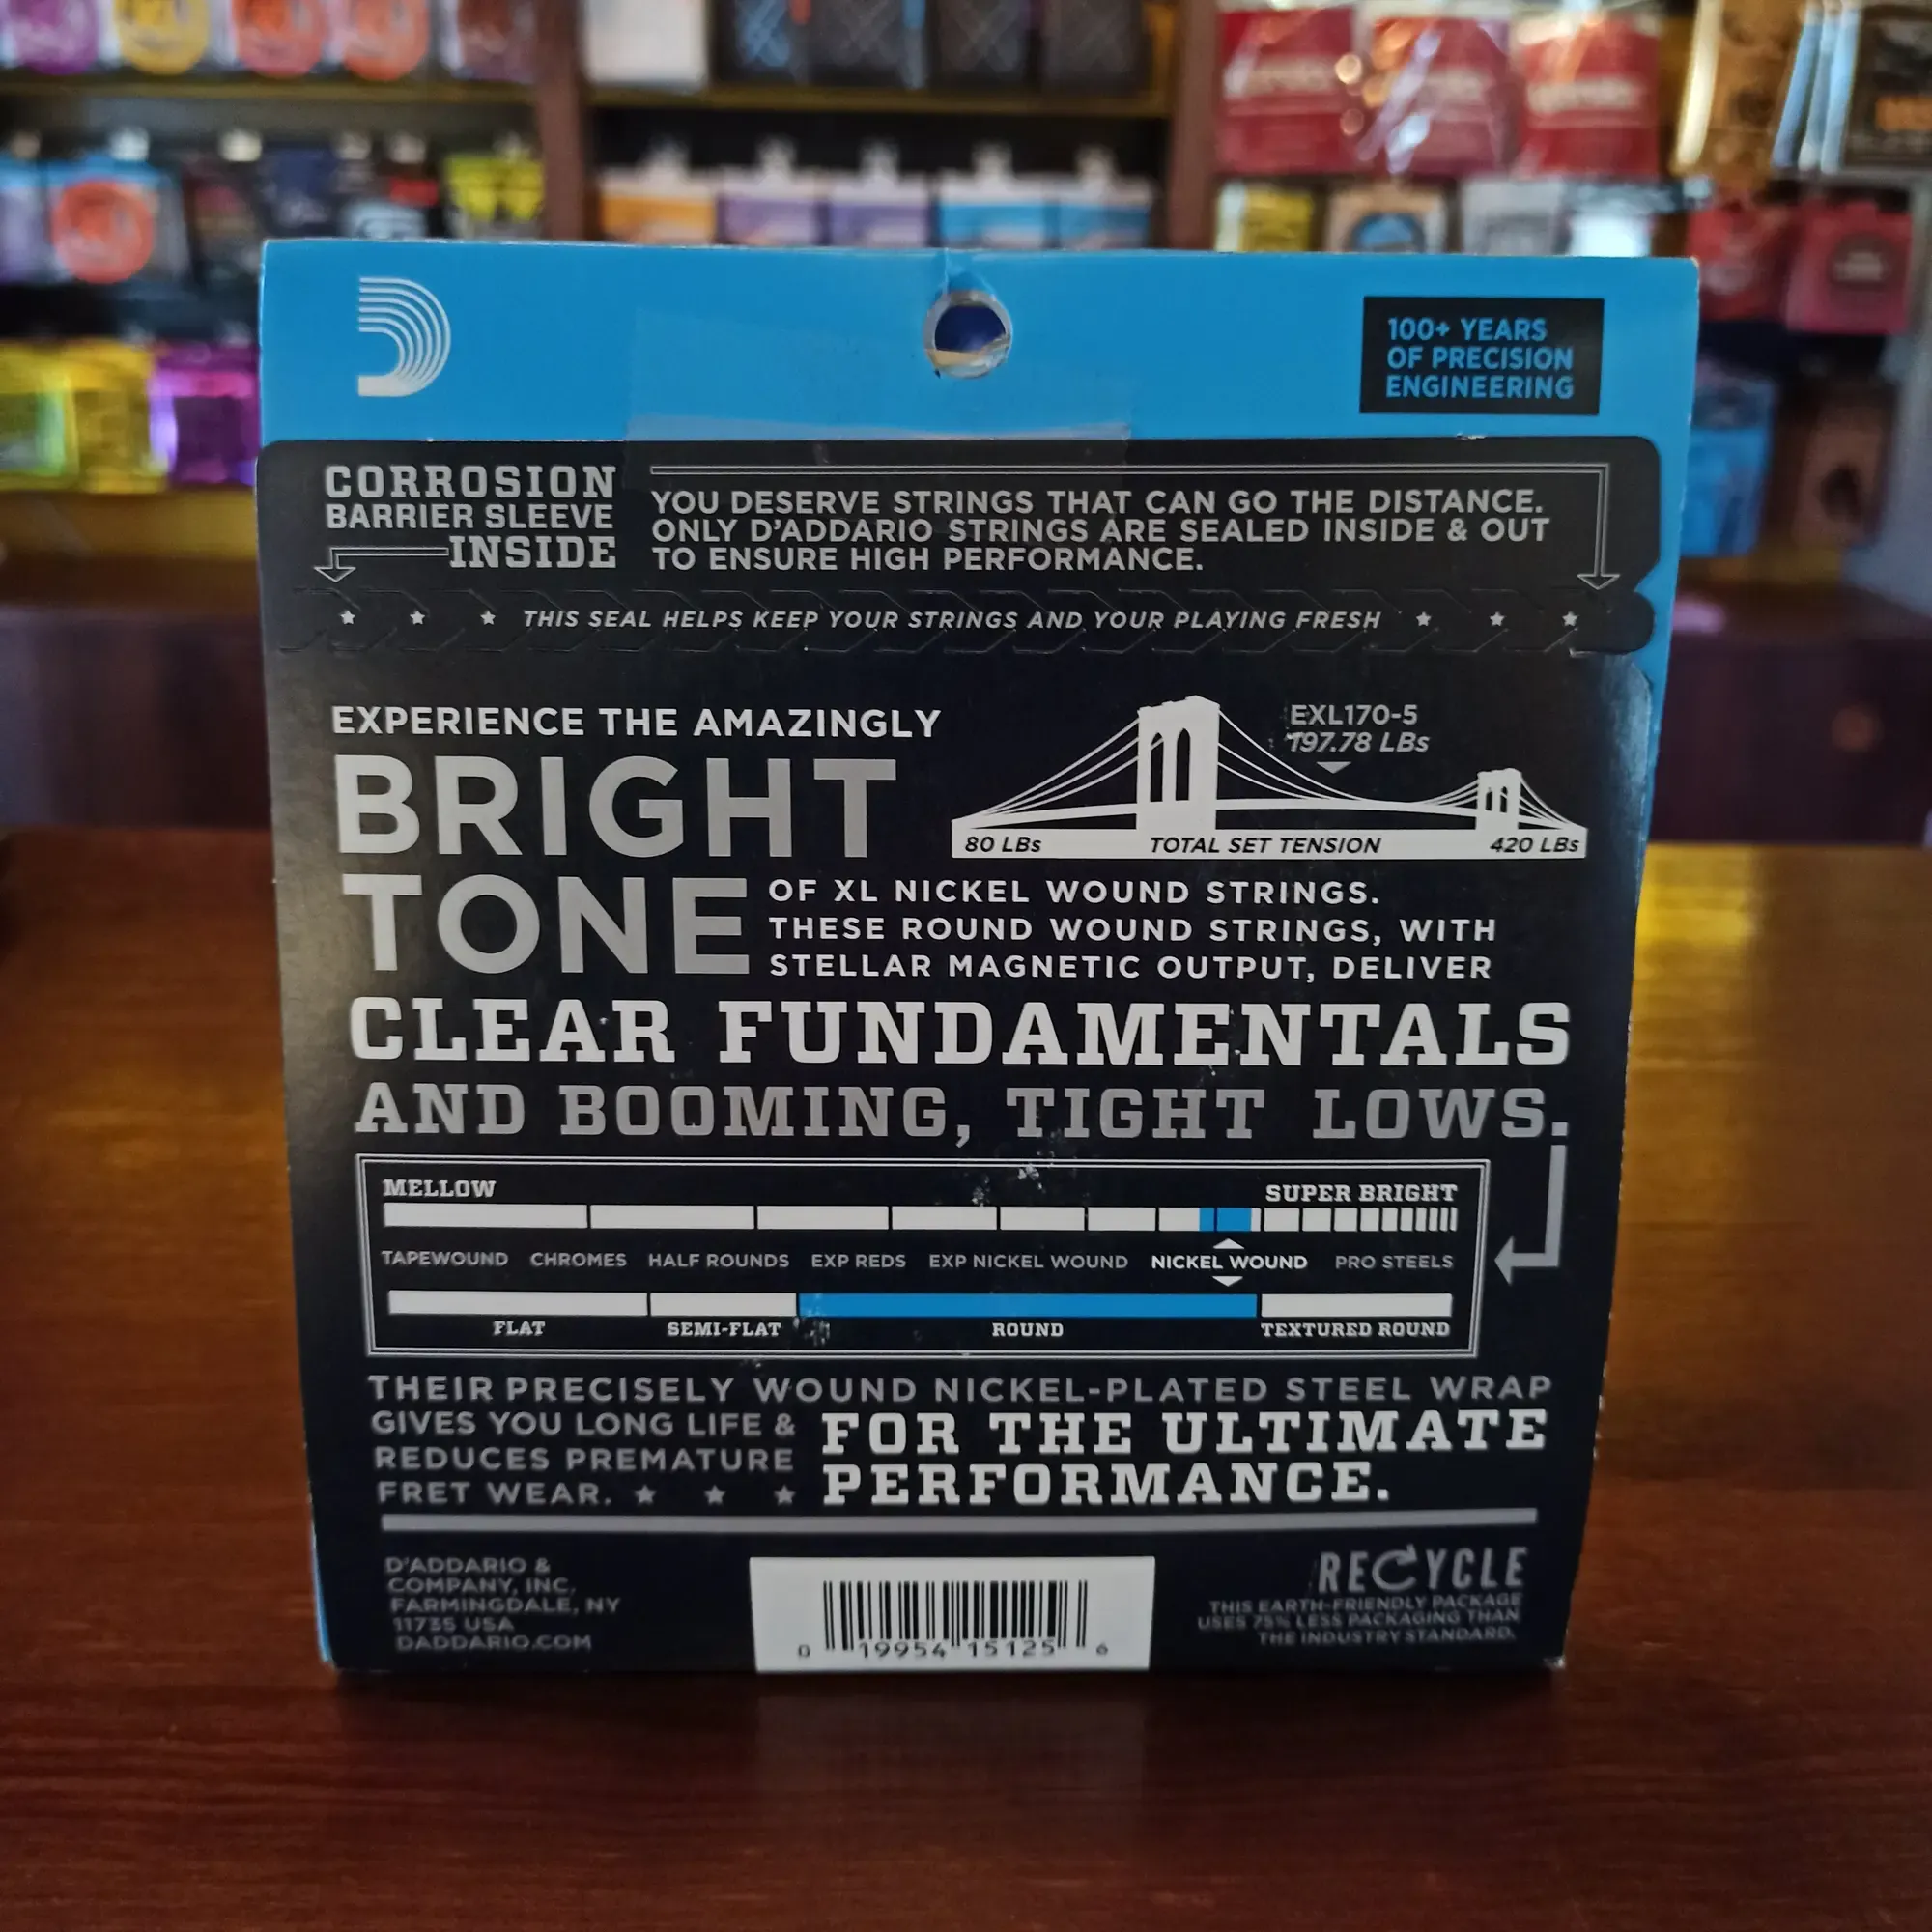 100+ YEARS
OF PRECISION
ENGINEERING
CORROSION
BARRIER SLEEVE
INSIDE
YOU DESERVE STRINGS THAT CAN GO THE DISTANCE.
ONLY D'ADDARIO STRINGS ARE SEALED INSIDE & OUT
TO ENSURE HIGH PERFORMANCE.
THIS SEAL HELPS KEEP YOUR STRINGS AND YOUR PLAYING FRESH
EXPERIENCE THE AMAZINGLY
BRIGHT
TONE
EXL170-5
197.78 LBs
80 LBs TOTAL SET TENSION 420 LBs
OF XL NICKEL WOUND STRINGS.
THESE ROUND WOUND STRINGS, WITH
STELLAR MAGNETIC OUTPUT, DELIVER
CLEAR FUNDAMENTALS
AND BOOMING, TIGHT LOWS.
MELLOW SUPER BRIGHT
TAPEWOUND CHROMES HALF ROUNDS EXP REDS EXP NICKEL WOUND NICKEL WOUND PRO STEELS
FLAT SEMI-FLAT ROUND TEXTURED ROUND
THEIR PRECISELY WOUND NICKEL-PLATED STEEL WRAP
GIVES YOU LONG LIFE &
REDUCES PREMATURE
FRET WEAR.
FOR THE ULTIMATE
PERFORMANCE.
D'ADDARIO &
COMPANY, INC.
FARMINGDALE, NY
11735 USA
DADDARIO.COM
0 19954 15125 6
RECYCLE
THIS EARTH-FRIENDLY PACKAGE
USES 75% LESS PACKAGING THAN
THE INDUSTRY STANDARD.